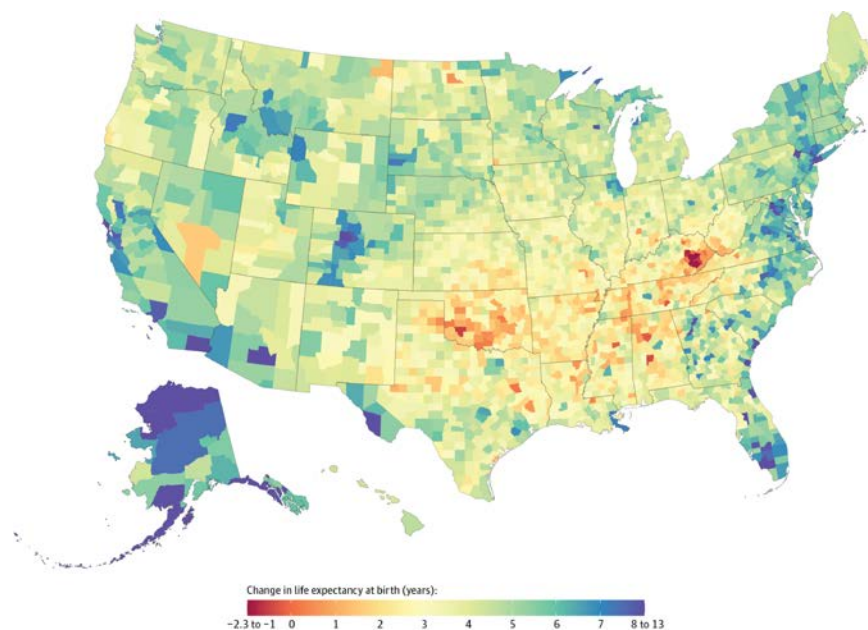 Change in life expectancy at birth (years):
−2.3 to −1 0 1 2 3 4 5 6 7 8 to 13